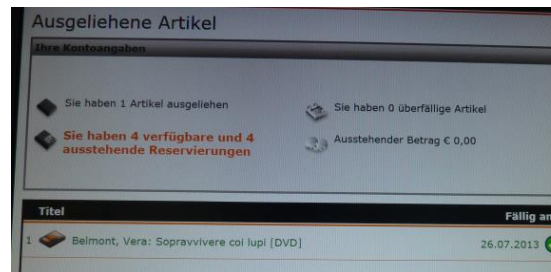 Ausgeliehene Artikel
Ihre Kontoangaben
Sie haben 1 Artikel ausgeliehen
Sie haben 0 überfällige Artikel
Sie haben 4 verfügbare und 4
ausstehende Reservierungen
Ausstehender Betrag € 0,00
Titel
Fällig am
1 Belmont, Vera: Sopravvivere coi lupi [DVD]
26.07.2013